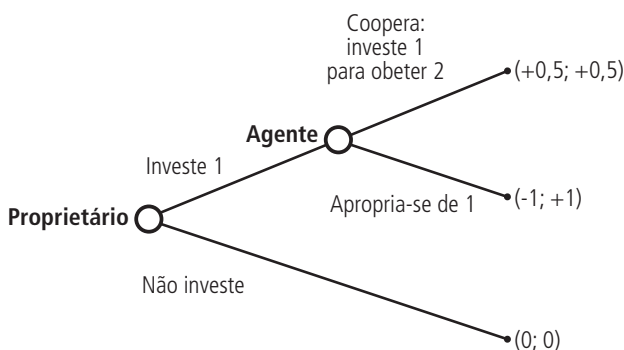 Coopera:
investe 1
para obeter 2
(+0,5; +0,5)
Agente
Investe 1
Apropria-se de 1
(-1; +1)
Proprietário
Não investe
(0; 0)